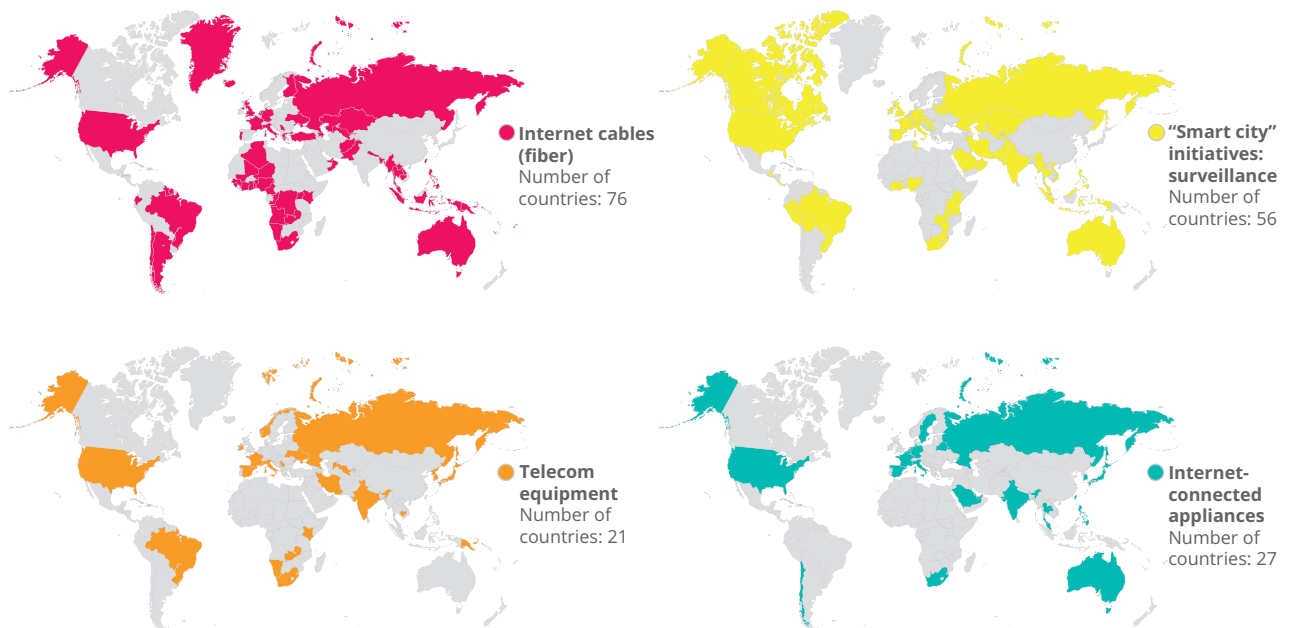 Internet cables
(fiber)
Number of
countries: 76
“Smart city”
initiatives:
surveillance
Number of
countries: 56
Telecom
equipment
Number of
countries: 21
Internet-
connected
appliances
Number of
countries: 27